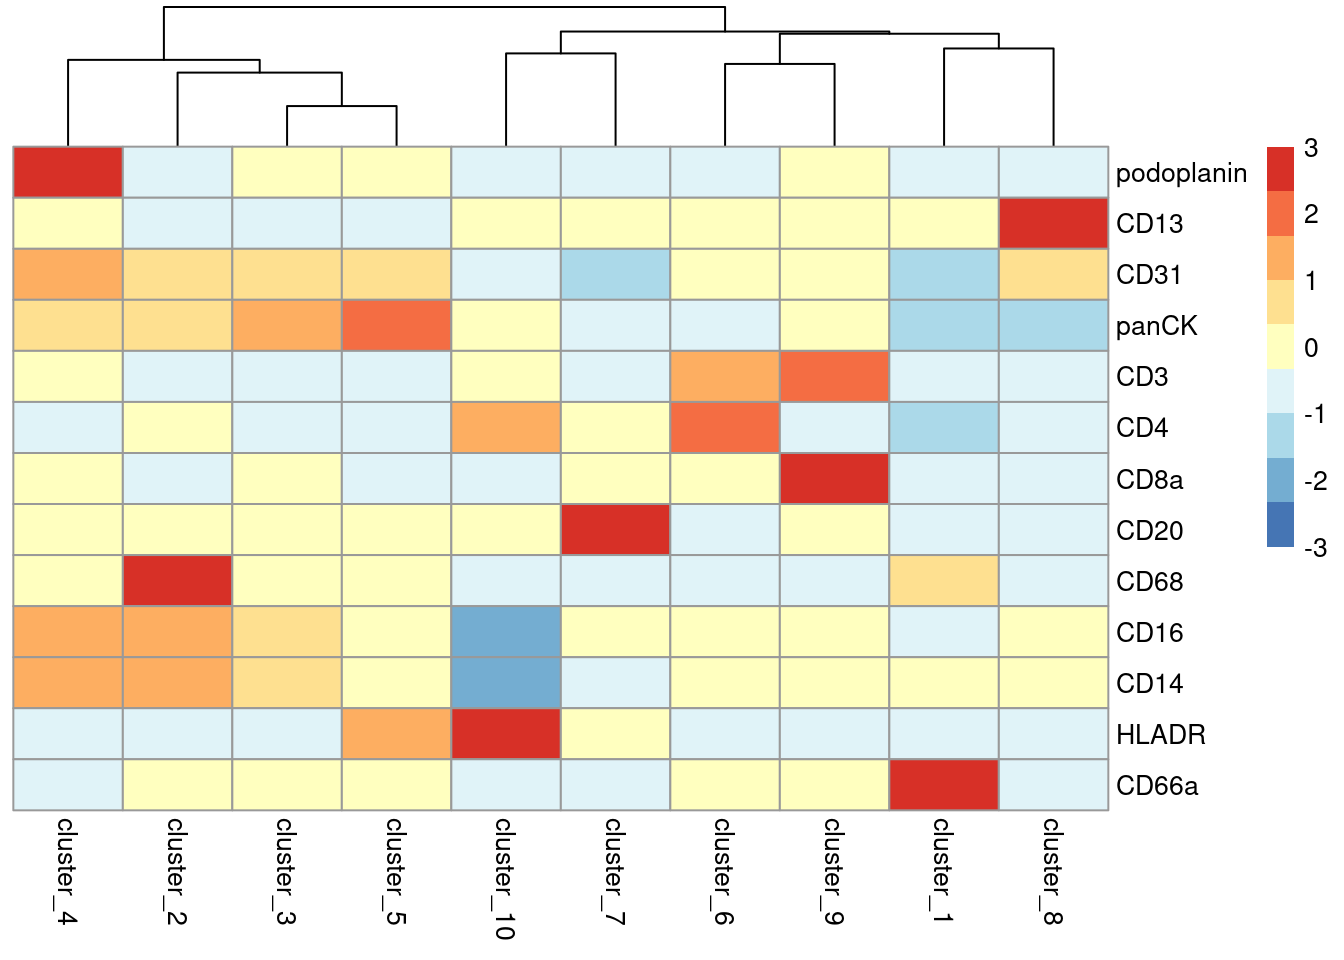 podoplanin
CD13
CD31
panCK
CD3
CD4
CD8a
CD20
CD68
CD16
CD14
HLADR
CD66a
3
2
1
0
-1
-2
-3
cluster_4
cluster_2
cluster_3
cluster_5
cluster_10
cluster_7
cluster_6
cluster_9
cluster_1
cluster_8